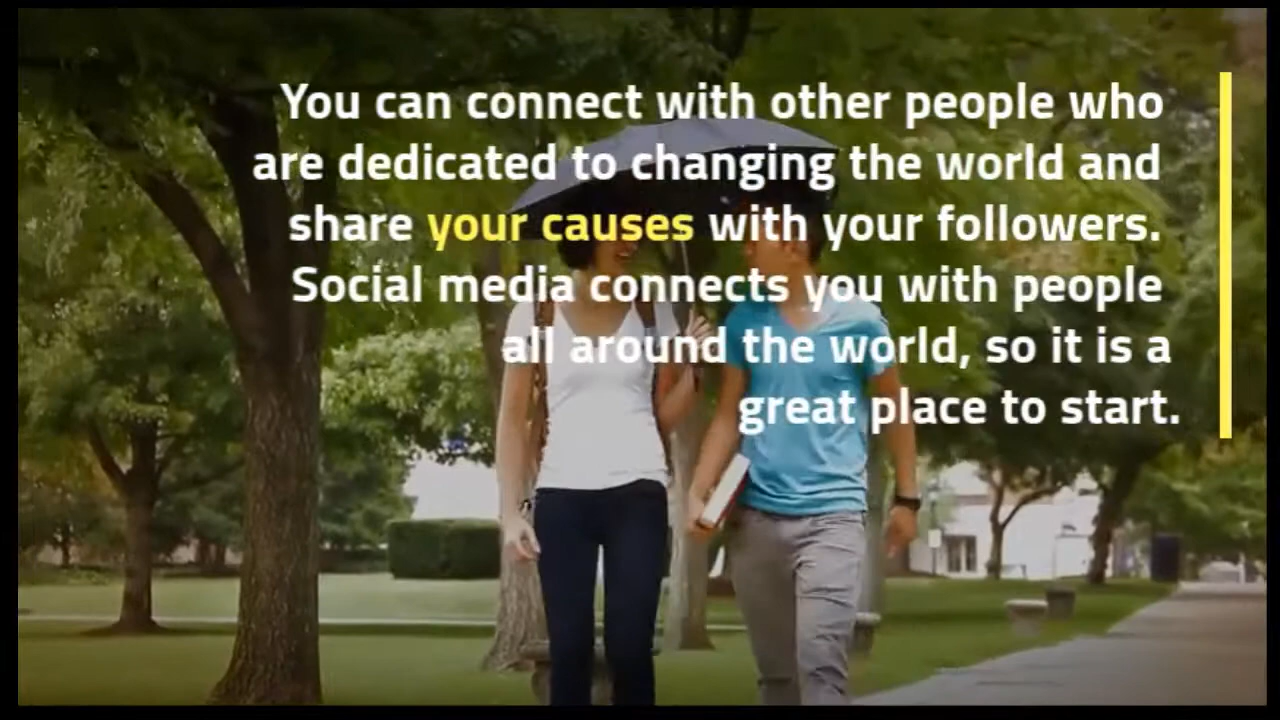 You can connect with other people who
are dedicated to changing the world and
share your causes with your followers.
Social media connects you with people
all around the world, so it is a
great place to start.